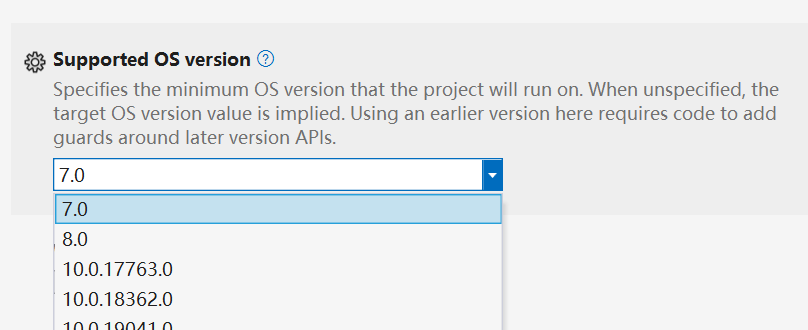 Supported OS version ?
Specifies the minimum OS version that the project will run on. When unspecified, the
target OS version value is implied. Using an earlier version here requires code to add
guards around later version APIs.
7.0
7.0
8.0
10.0.17763.0
10.0.18362.0
10.0.19041.0